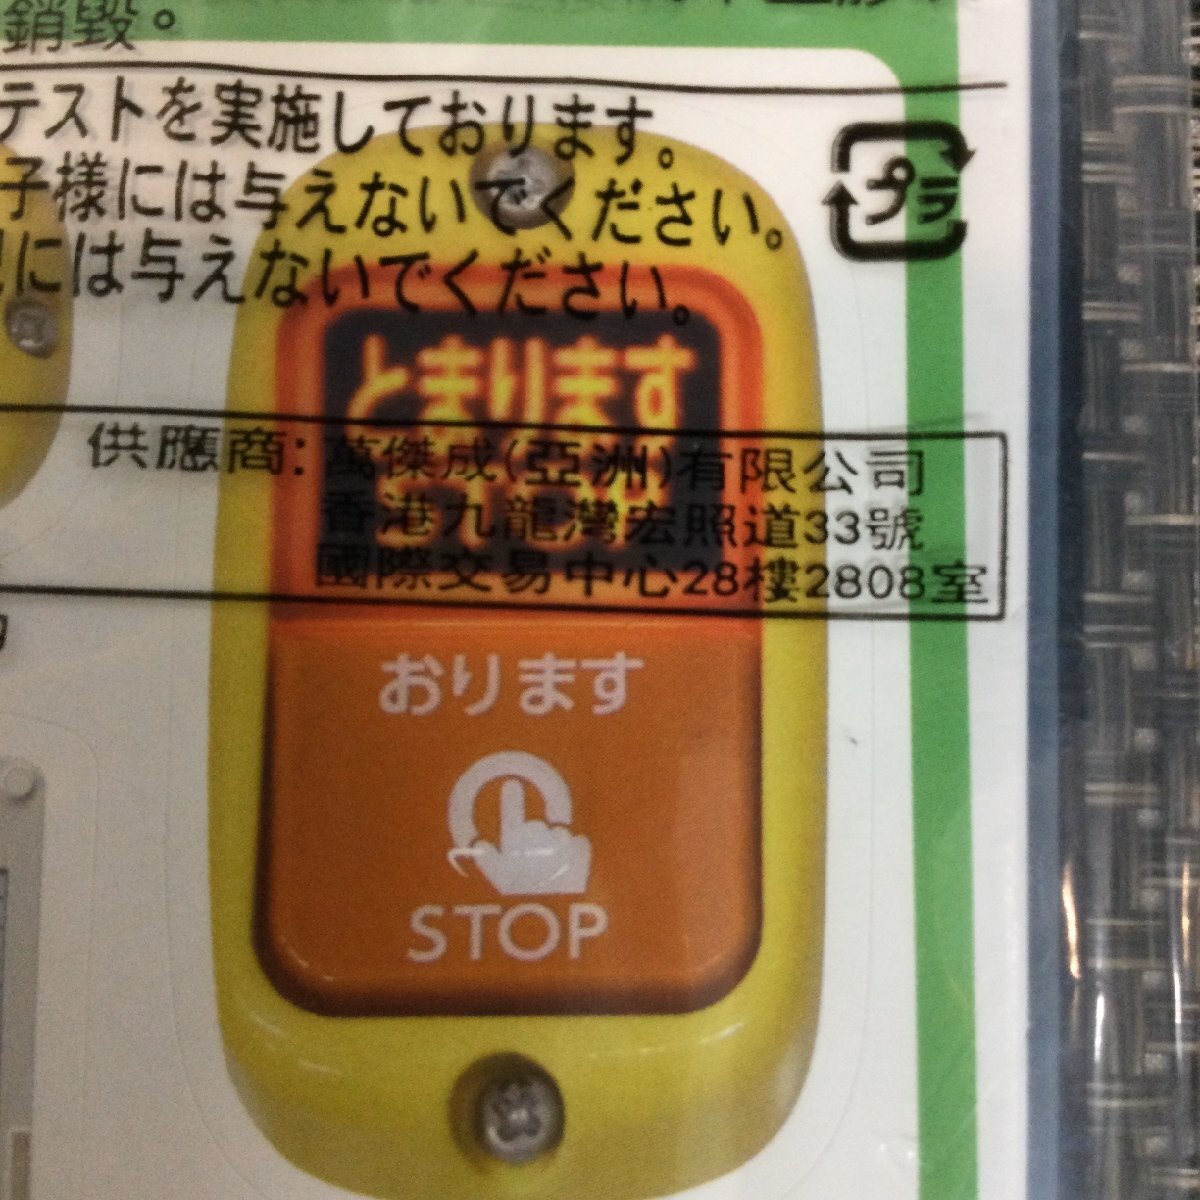 銷毀。
テストを実施しております。
子様には与えないでください。
には与えないでください。
プラ
とまります
供應商：萬傑成(亞洲)有限公司
香港九龍灣宏照道33號
國際交易中心28樓2808室
おります
STOP